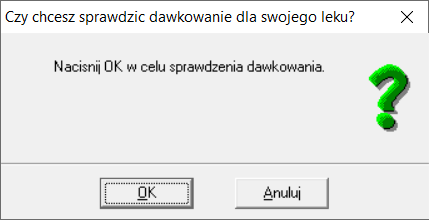 Czy chcesz sprawdzic dawkowanie dla swojego leku?
Nacisnij OK w celu sprawdzenia dawkowania.
OK
Anuluj